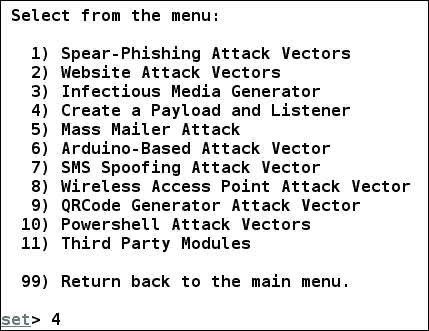 Select from the menu:
1) Spear-Phishing Attack Vectors
2) Website Attack Vectors
3) Infectious Media Generator
4) Create a Payload and Listener
5) Mass Mailer Attack
6) Arduino-Based Attack Vector
7) SMS Spoofing Attack Vector
8) Wireless Access Point Attack Vector
9) QRCode Generator Attack Vector
10) Powershell Attack Vectors
11) Third Party Modules
99) Return back to the main menu.
set> 4